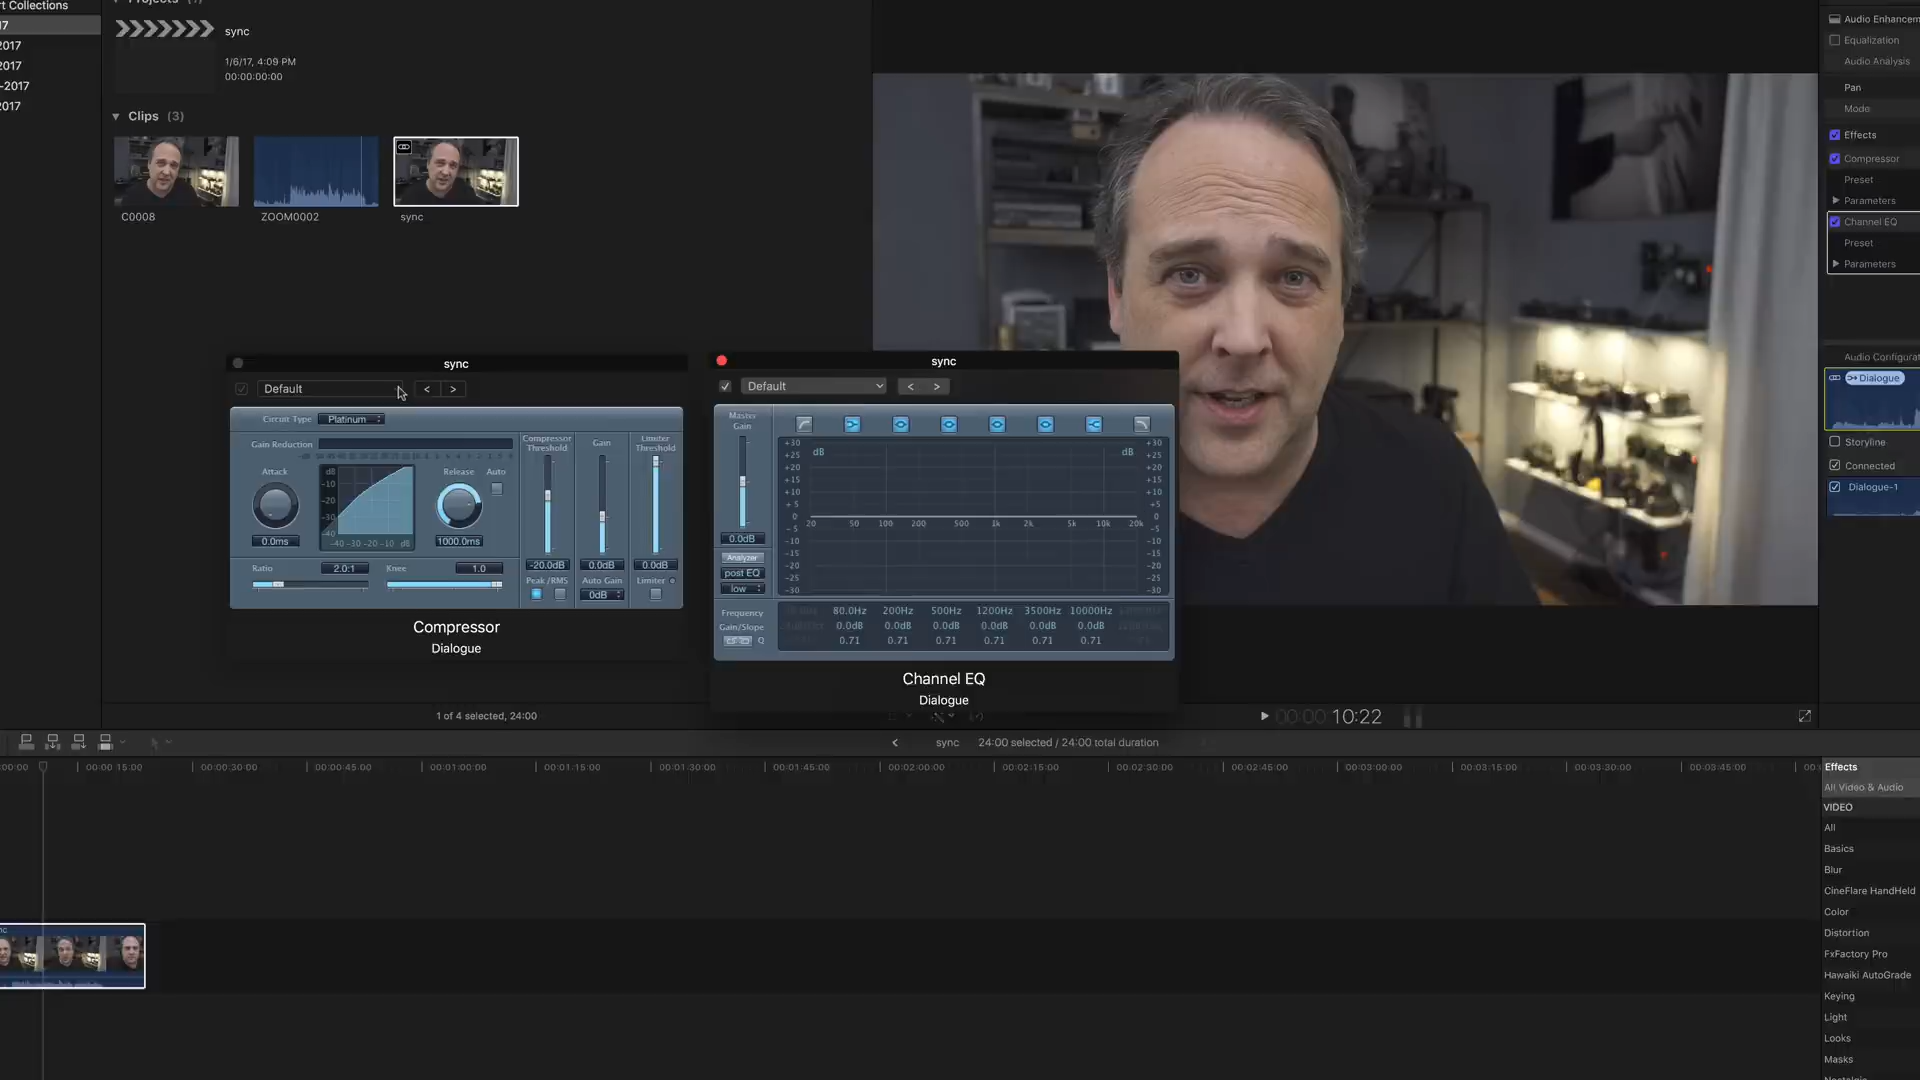 rt Collections
17
2017
2017
-2017
2017
Projects
sync
1/6/17, 4:09 PM
00:00:00:00
Clips (3)
C0008
ZOOM0002
sync
sync
Default
< >
Circuit Type Platinum
Gain Reduction
Attack
0.0ms
dB
-10
-20
-30
-40
-40 -30 -20 -10 dB
Release
Auto
1000.0ms
Ratio 2.0:1
Knee 1.0
Compressor
Threshold
-20.0dB
Peak /RMS
Gain
0.0dB
Auto Gain
0dB
Limiter
Threshold
0.0dB
Limiter
Compressor
Dialogue
sync
Default
< >
Master
Gain
0.0dB
Analyzer
post EQ
low
+30 dB dB +30
+25 +25
+20 +20
+15 +15
+10 +10
+5 +5
0 0
20 50 100 200 500 1k 2k 5k 10k 20k
-5 -5
-10 -10
-15 -15
-20 -20
-25 -25
-30 -30
Frequency 80.0Hz 200Hz 500Hz 1200Hz 3500Hz 10000Hz
Gain/Slope 0.0dB 0.0dB 0.0dB 0.0dB 0.0dB 0.0dB
Q 0.71 0.71 0.71 0.71 0.71 0.71
Channel EQ
Dialogue
1 of 4 selected, 24:00
00:00 10:22
Audio Enhancem
Equalization
Audio Analysis
Pan
Mode
Effects
Compressor
Preset
Parameters
Channel EQ
Preset
Parameters
Audio Configurat
Dialogue
Storyline
Connected
Dialogue-1
< sync 24:00 selected / 24:00 total duration
:00:00 00:00:15:00 00:00:30:00 00:00:45:00 00:01:00:00 00:01:15:00 00:01:30:00 00:01:45:00 00:02:00:00 00:02:15:00 00:02:30:00 00:02:45:00 00:03:00:00 00:03:15:00 00:03:30:00 00:03:45:00 00:
nc
Effects
All Video & Audio
VIDEO
All
Basics
Blur
CineFlare HandHeld
Color
Distortion
FxFactory Pro
Hawaiki AutoGrade
Keying
Light
Looks
Masks